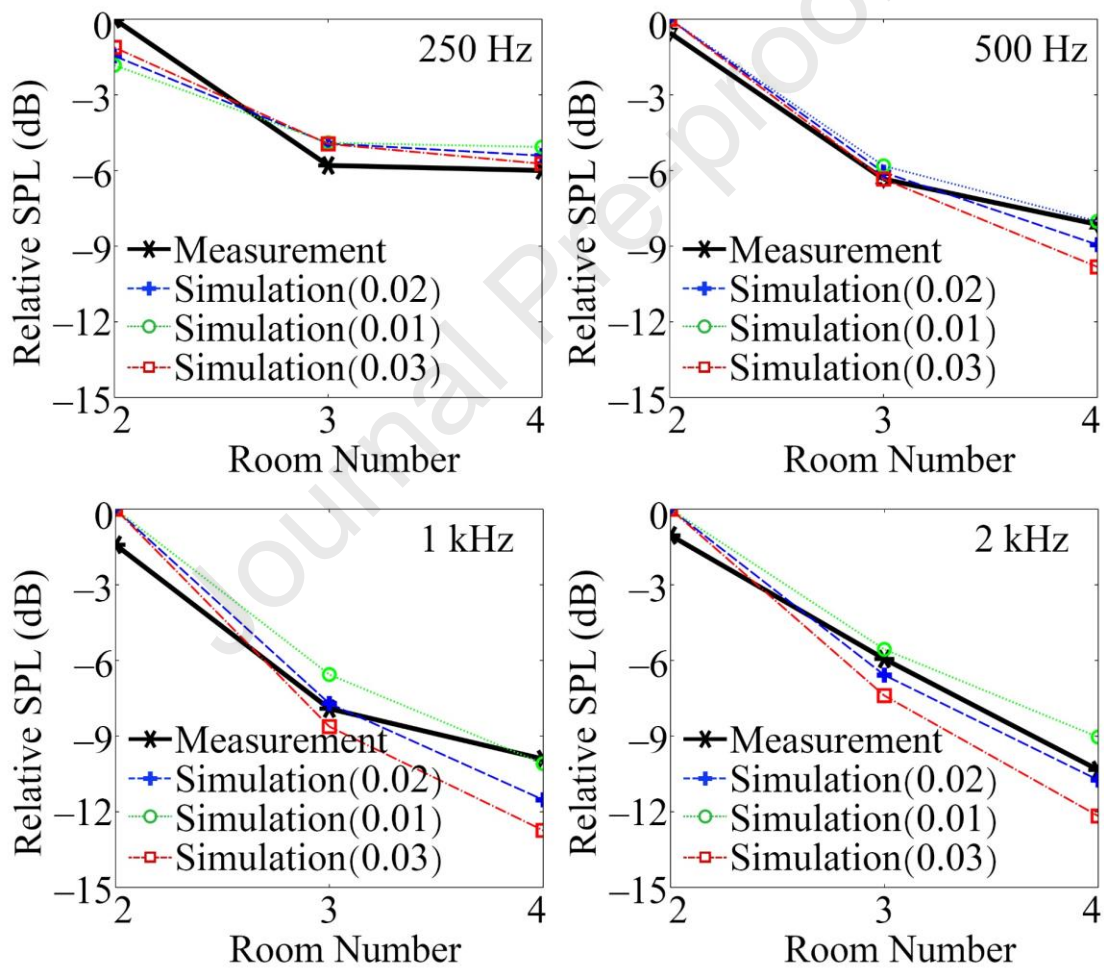 250 Hz
Relative SPL (dB)
0
−3
−6
−9
−12
−15
Measurement
Simulation(0.02)
Simulation(0.01)
Simulation(0.03)
2
3
4
Room Number
500 Hz
Relative SPL (dB)
0
−3
−6
−9
−12
−15
Measurement
Simulation(0.02)
Simulation(0.01)
Simulation(0.03)
2
3
4
Room Number
1 kHz
Relative SPL (dB)
0
−3
−6
−9
−12
−15
Measurement
Simulation(0.02)
Simulation(0.01)
Simulation(0.03)
2
3
4
Room Number
2 kHz
Relative SPL (dB)
0
−3
−6
−9
−12
−15
Measurement
Simulation(0.02)
Simulation(0.01)
Simulation(0.03)
2
3
4
Room Number
Journal Pre-proo